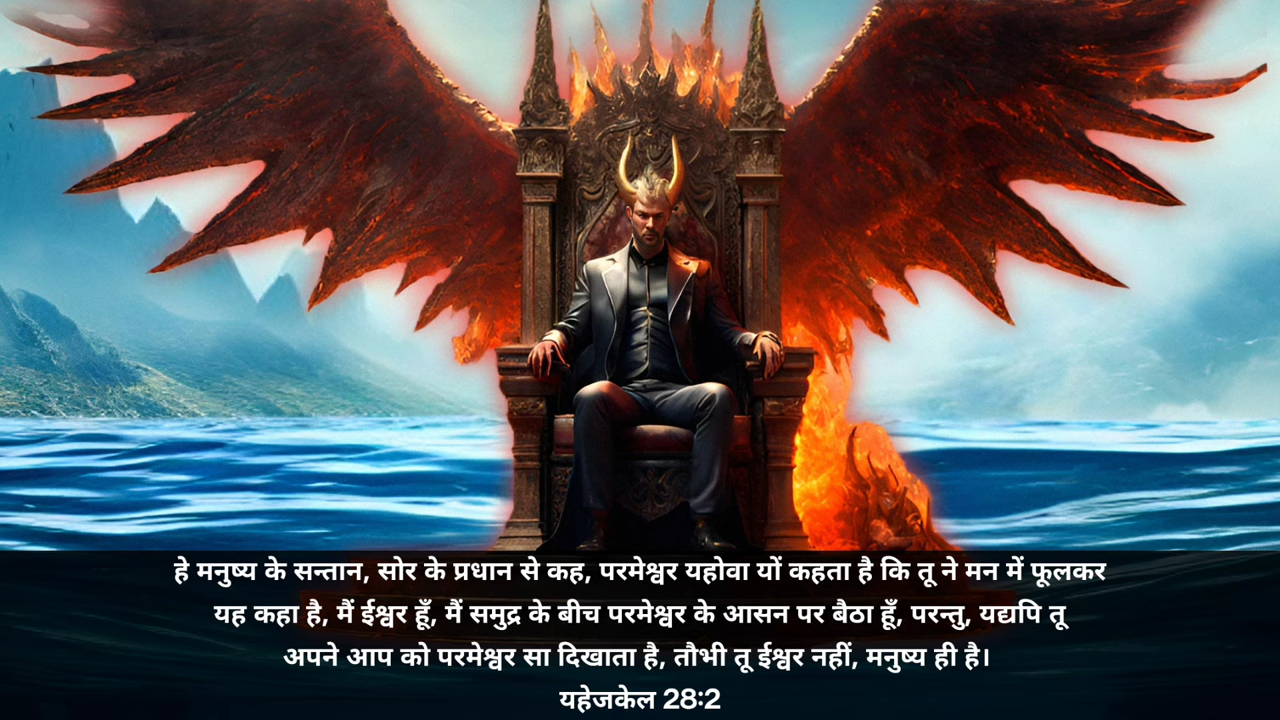 हे मनुष्य के सन्तान, सोर के प्रधान से कह, परमेश्वर यहोवा यों कहता है कि तू ने मन में फूलकर
यह कहा है, मैं ईश्वर हूँ, मैं समुद्र के बीच परमेश्वर के आसन पर बैठा हूँ, परन्तु, यद्यपि तू
अपने आप को परमेश्वर सा दिखाता है, तौभी तू ईश्वर नहीं, मनुष्य ही है।
यहेजकेल 28:2